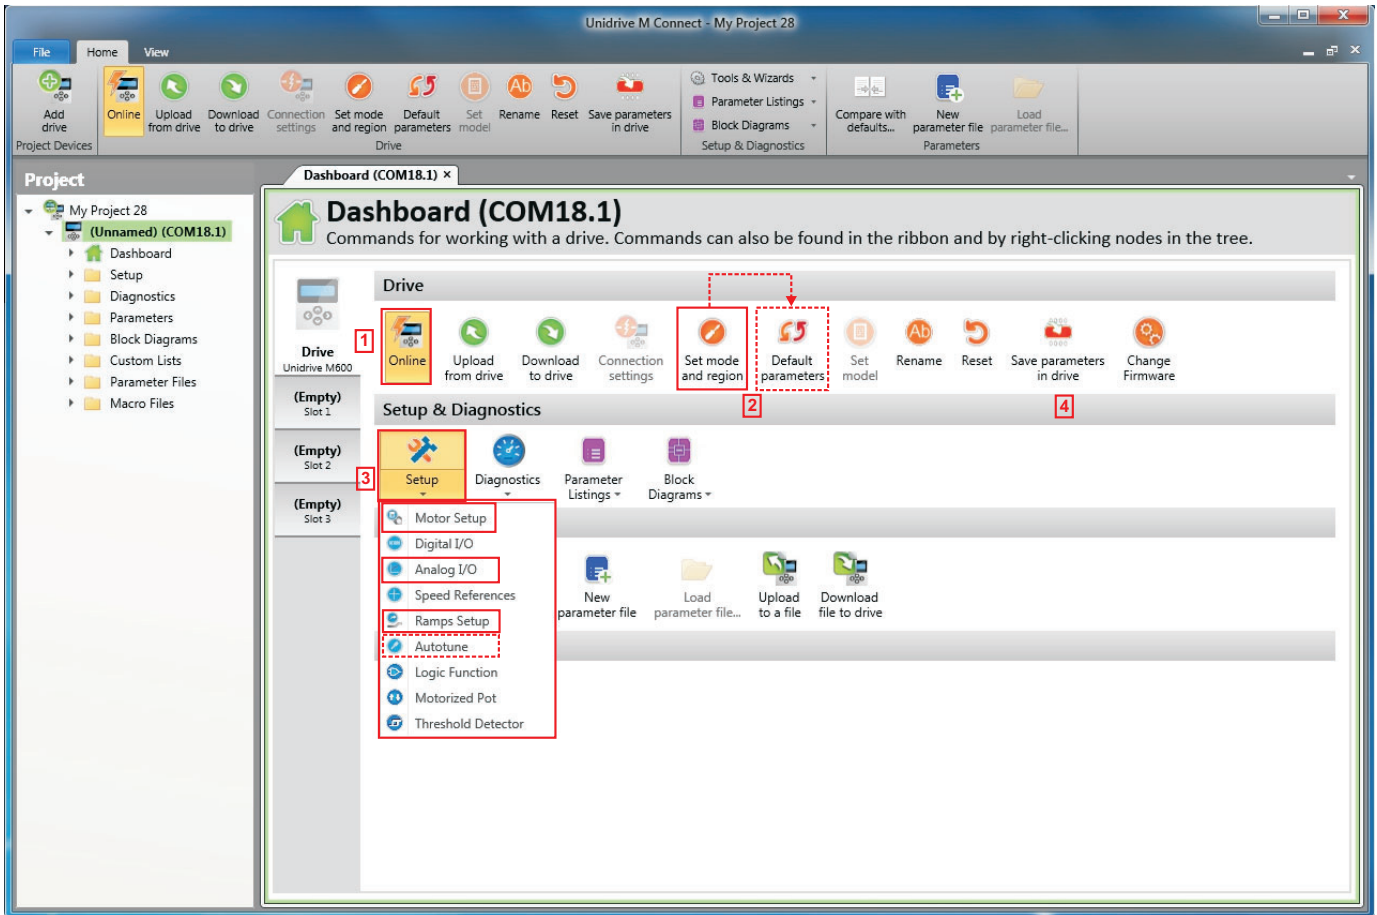 Unidrive M Connect - My Project 28
File Home View
Add drive
Online
Upload from drive
Download to drive
Connection settings
Set mode and region
Default parameters
Set model
Rename
Reset
Save parameters in drive
Tools & Wizards
Parameter Listings
Block Diagrams
Compare with defaults...
New parameter file
Load parameter file...
Project Devices
Drive
Setup & Diagnostics
Parameters
Project
My Project 28
(Unnamed) (COM18.1)
Dashboard
Setup
Diagnostics
Parameters
Block Diagrams
Custom Lists
Parameter Files
Macro Files
Dashboard (COM18.1) ×
Dashboard (COM18.1)
Commands for working with a drive. Commands can also be found in the ribbon and by right-clicking nodes in the tree.
Drive
Unidrive M600
(Empty)
Slot 1
(Empty)
Slot 2
(Empty)
Slot 3
Drive
1
Online
Upload from drive
Download to drive
Connection settings
Set mode and region
Default parameters
Set model
Ab
Rename
Reset
Save parameters in drive
Change Firmware
2
4
Setup & Diagnostics
3
Setup
Diagnostics
Parameter Listings
Block Diagrams
Motor Setup
Digital I/O
Analog I/O
Speed References
Ramps Setup
Autotune
Logic Function
Motorized Pot
Threshold Detector
New parameter file
Load parameter file...
Upload to a file
Download file to drive